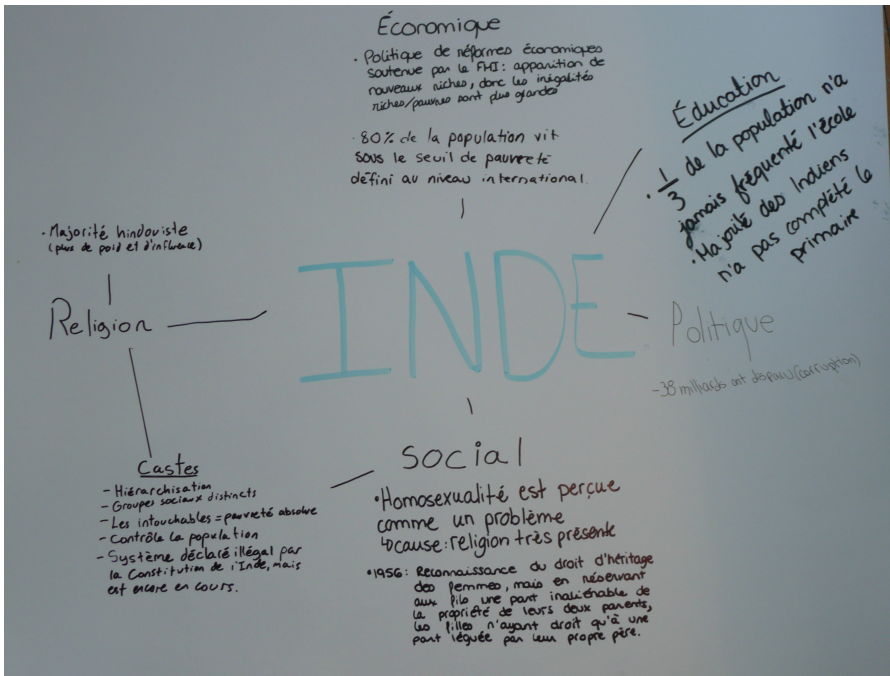 Économique
· Politique de réformes économiques
soutenue par le FMI : apparition de
nouveaux riches, donc les inégalités
riches/pauvres sont plus grandes
· 80% de la population vit
sous le seuil de pauvreté
défini au niveau international.
Éducation
· 1/3 de la population n'a
jamais fréquenté l'école
· Majorité des Indiens
n'a pas complété le
primaire
· Majorité hindouiste
(plus de poid et d'influence)
Religion
INDE
Politique
- 38 milliards ont disparu (corruption)
Castes
- Hiérarchisation
- Groupes sociaux distincts
- Les intouchables = pauvreté absolue
- Contrôle la population
- Système déclaré illégal par
la Constitution de l'Inde, mais
est encore en cours.
Social
· Homosexualité est perçue
comme un problème
↳ cause : religion très présente
· 1956 : Reconnaissance du droit d'héritage
des femmes, mais en réservant
aux fils une part inaliénable de
la propriété de leurs deux parents,
les filles n'ayant droit qu'à une
part léguée par leur propre père.